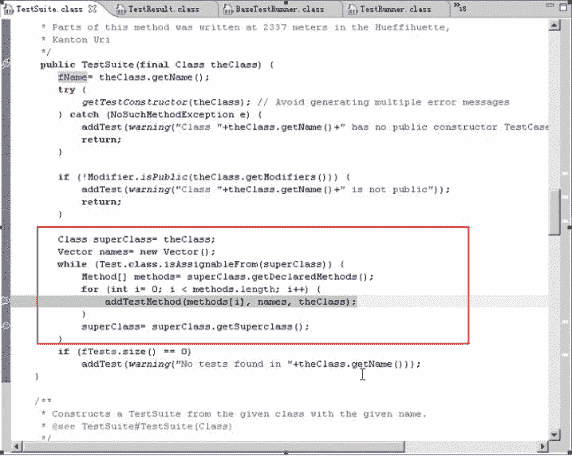 TestSuite.class
TestResult.class
BaseTestRunner.class
TestRunner.class
»18
* Parts of this method was written at 2337 meters in the Hueffihuette,
* Kanton Uri
*/
public TestSuite(final Class theClass) {
fName= theClass.getName();
try {
getTestConstructor(theClass); // Avoid generating multiple error messages
} catch (NoSuchMethodException e) {
addTest(warning("Class "+theClass.getName()+" has no public constructor TestCase
return;
}
if (!Modifier.isPublic(theClass.getModifiers())) {
addTest(warning("Class "+theClass.getName()+" is not public"));
return;
}
Class superClass= theClass;
Vector names= new Vector();
while (Test.class.isAssignableFrom(superClass)) {
Method[] methods= superClass.getDeclaredMethods();
for (int i= 0; i < methods.length; i++) {
addTestMethod(methods[i], names, theClass);
}
superClass= superClass.getSuperclass();
}
if (fTests.size() == 0)
addTest(warning("No tests found in "+theClass.getName()));
}
/**
* Constructs a TestSuite from the given class with the given name.
* @see TestSuite#TestSuite(Class)
*/